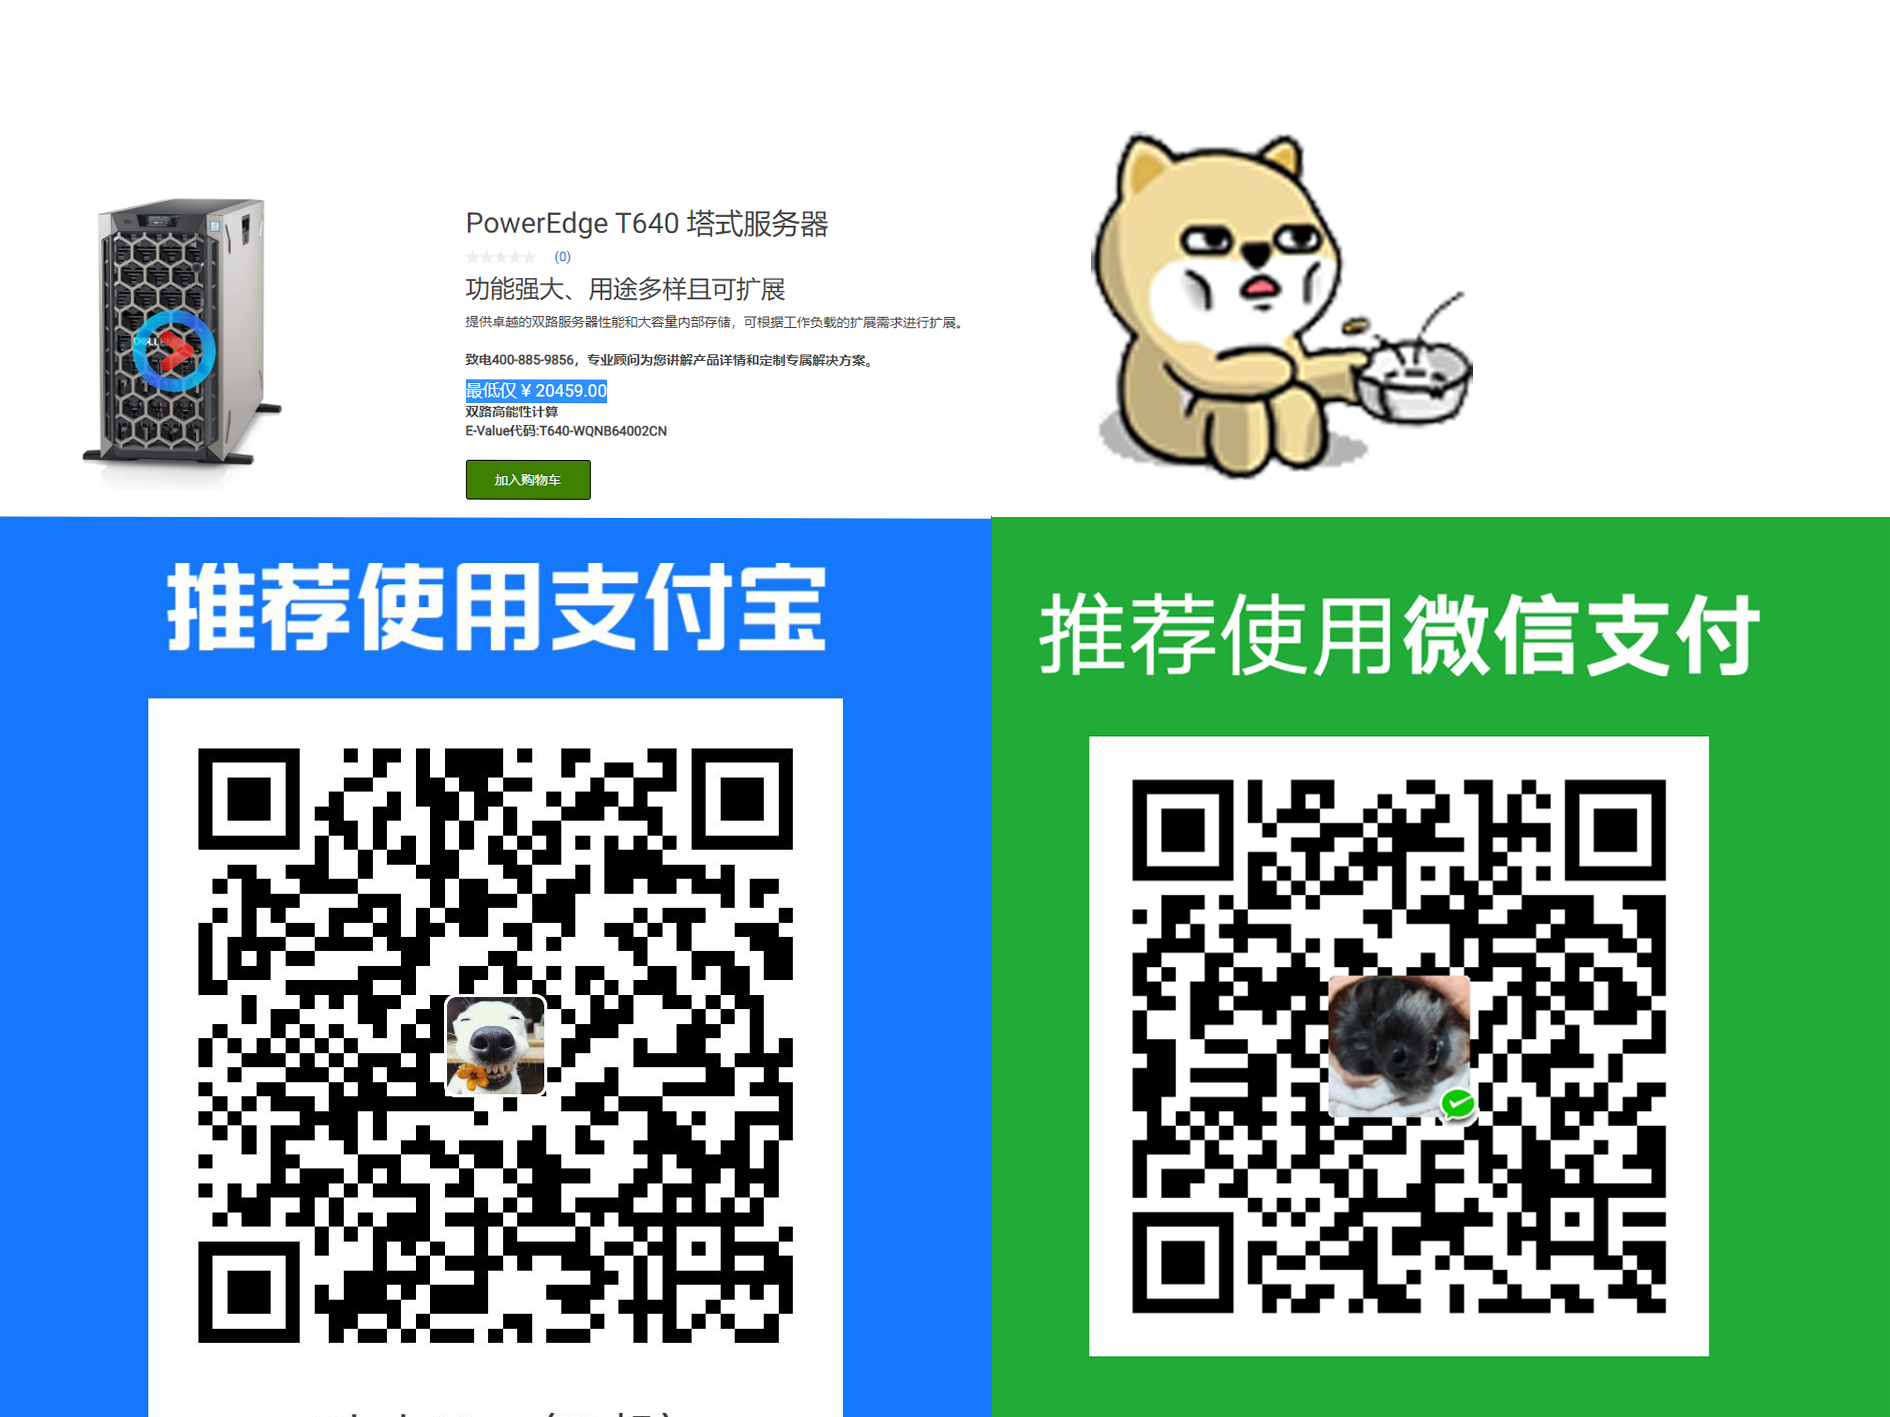 PowerEdge T640 塔式服务器
(0)
功能强大、用途多样且可扩展
提供卓越的双路服务器性能和大容量内部存储，可根据工作负载的扩展需求进行扩展。
致电400-885-9856，专业顾问为您讲解产品详情和定制专属解决方案。
最低仅 ¥ 20459.00
双路高能性计算
E-Value代码:T640-WQNB64002CN
加入购物车
推荐使用支付宝
推荐使用微信支付